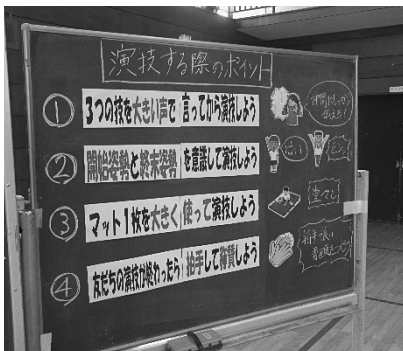 演技する際のポイント
① 3つの技を大きい声で 言ってから演技しよう
② 開始姿勢と終末姿勢 を意識して演技しよう
③ マット1枚を大きく 使って演技しよう
堂々と
④ 友だちの演技が終わったら 拍手して称賛しよう